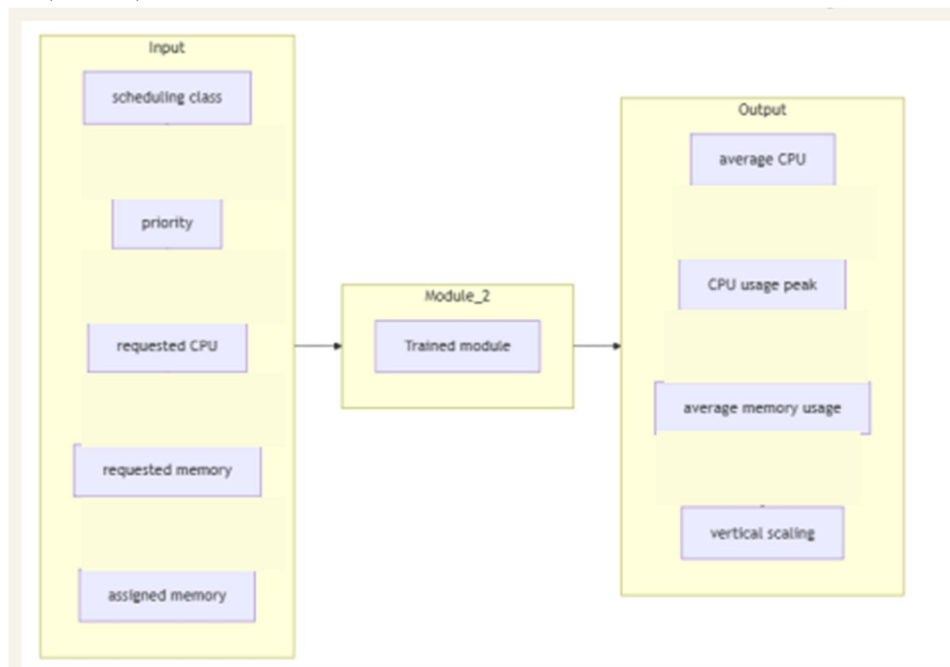 Input
scheduling class
priority
requested CPU
requested memory
assigned memory
Module_2
Trained module
Output
average CPU
CPU usage peak
average memory usage
vertical scaling